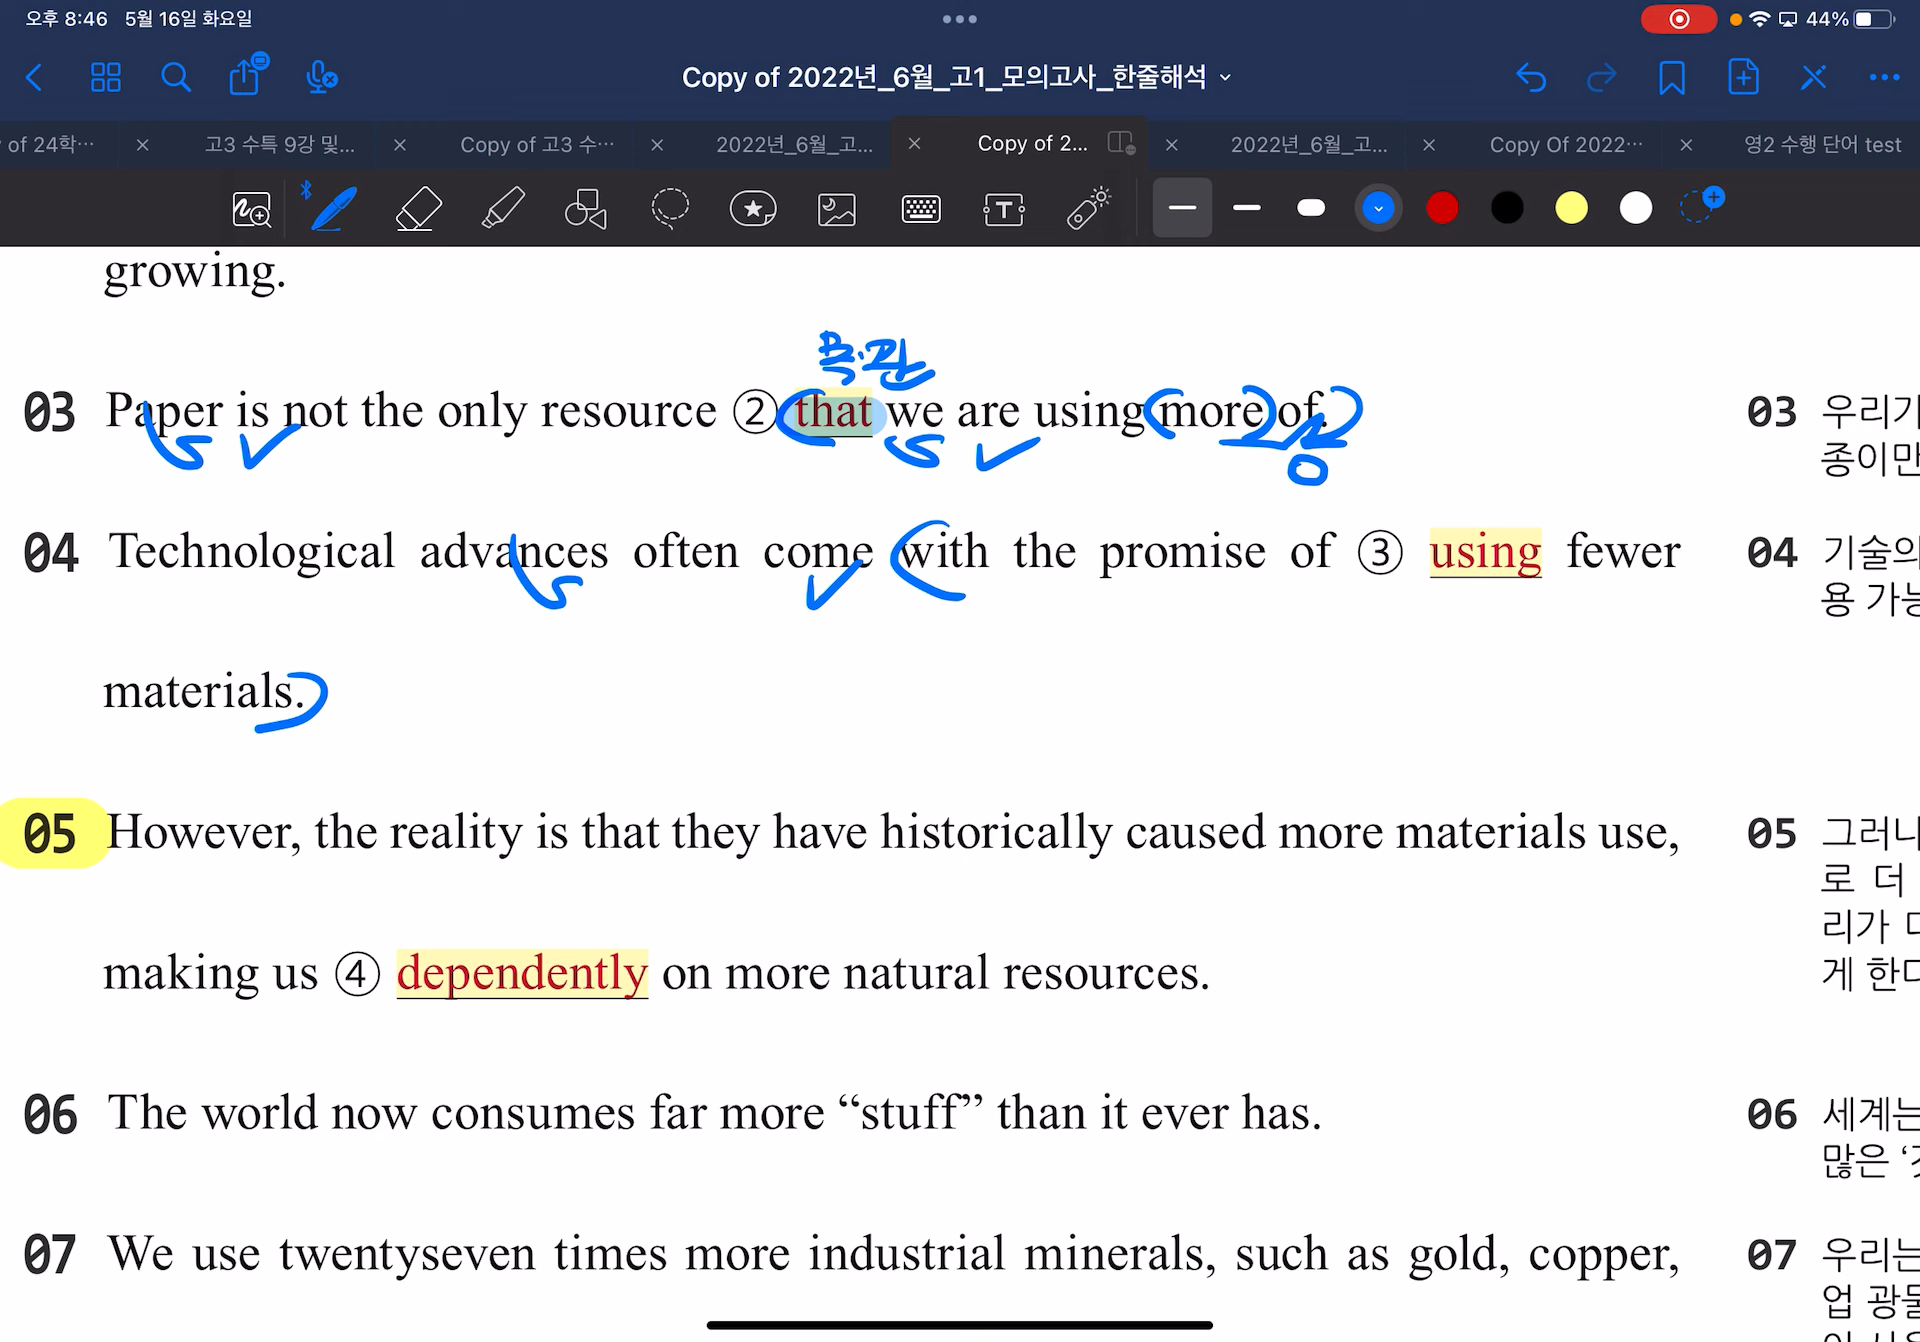 오후 8:46 5월 16일 화요일
44%
Copy of 2022년_6월_고1_모의고사_한줄해석
of 24학… 고3 수특 9강 및... Copy of 고3 수… 2022년_6월_고... Copy of 2... 2022년_6월_고... Copy Of 2022… 영2 수행 단어 test
growing.
목·관
03 Paper is not the only resource ② that we are using more of.
s s o
04 Technological advances often come with the promise of ③ using fewer
s
materials.
05 However, the reality is that they have historically caused more materials use,
making us ④ dependently on more natural resources.
06 The world now consumes far more “stuff” than it ever has.
07 We use twentyseven times more industrial minerals, such as gold, copper,
03 우리가
종이만
04 기술의
용 가능
05 그러나
로 더
리가
게 한다
06 세계는
많은
07 우리는
업 광물